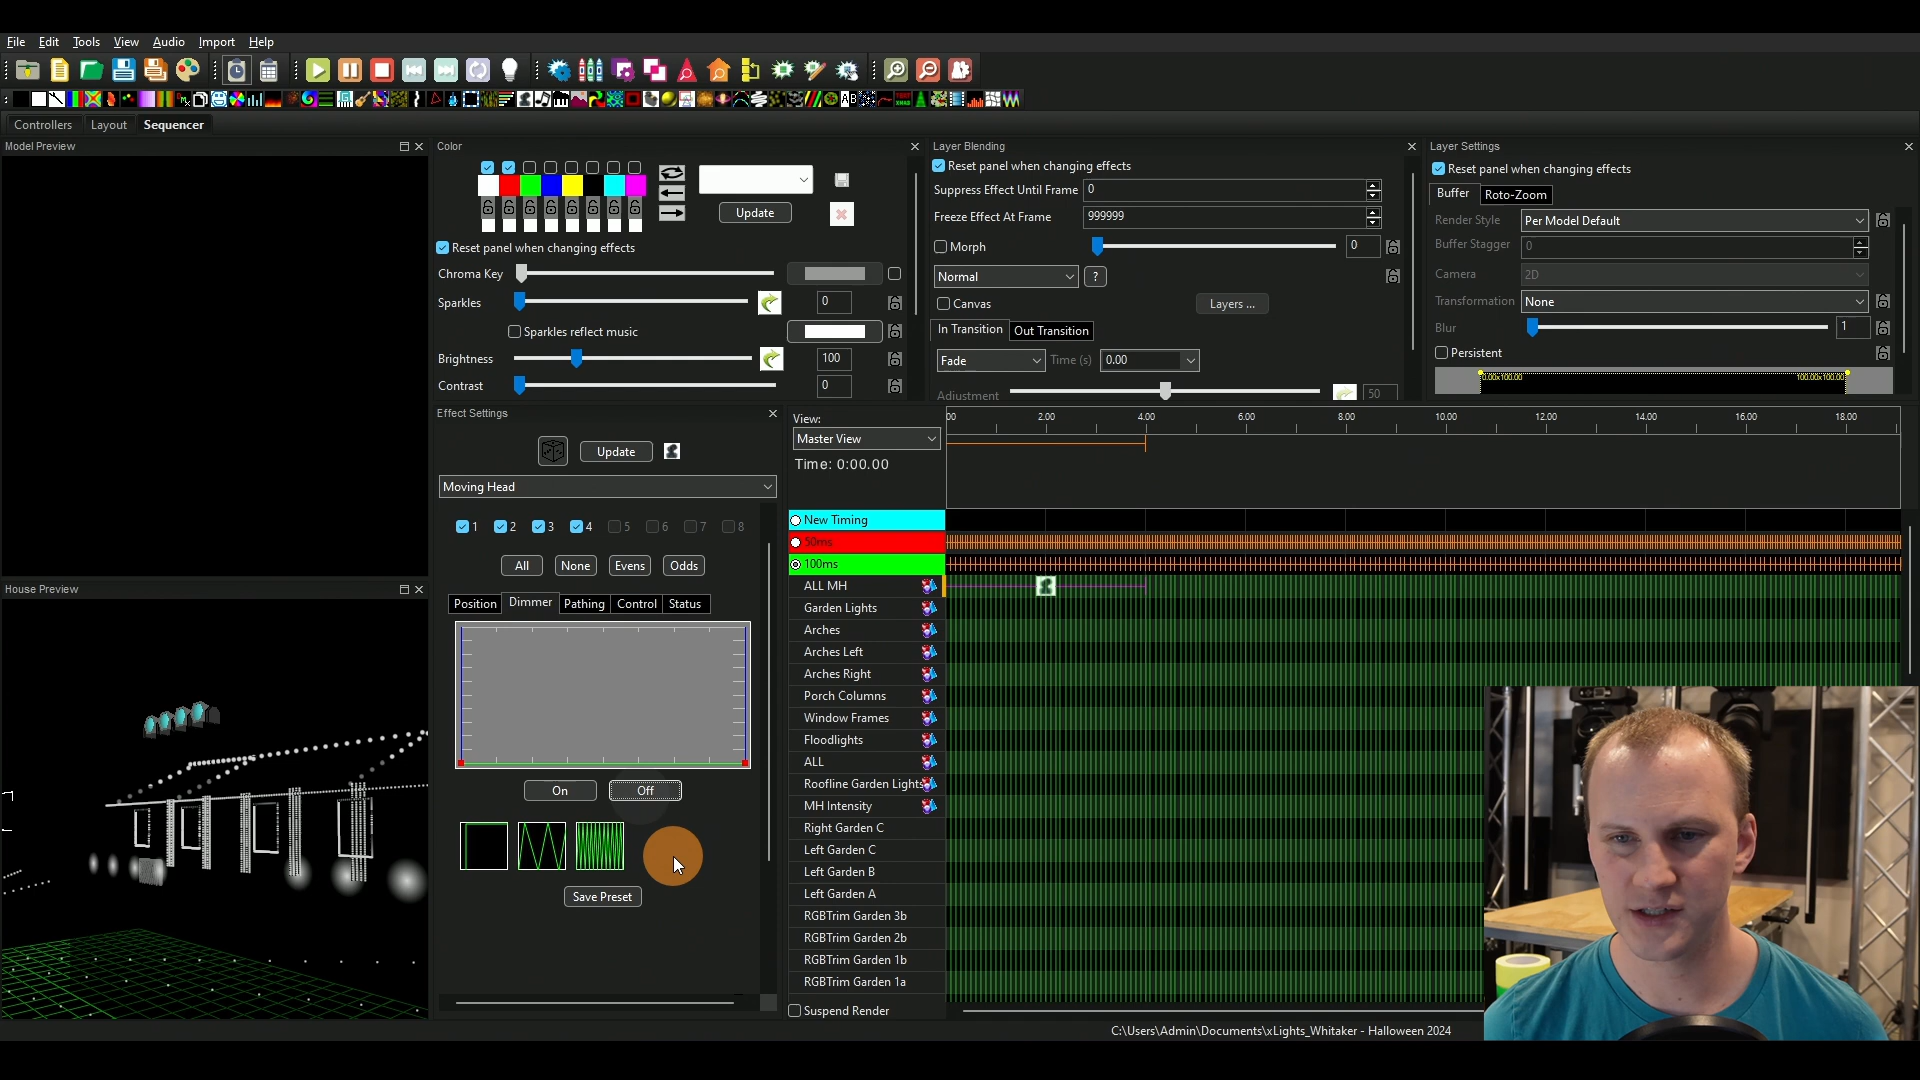 File Edit Tools View Audio Import Help
Controllers Layout Sequencer
Model Preview
House Preview
Color
Update
Reset panel when changing effects
Chroma Key
Sparkles 0
Sparkles reflect music
Brightness 100
Contrast 0
Layer Blending
Reset panel when changing effects
Suppress Effect Until Frame 0
Freeze Effect At Frame 999999
Morph 0
Normal ?
Canvas Layers ...
In Transition Out Transition
Fade Time (s) 0.00
Adjustment 50
Layer Settings
Reset panel when changing effects
Buffer Roto-Zoom
Render Style Per Model Default
Buffer Stagger 0
Camera 2D
Transformation None
Blur 1
Persistent
0.00x100.00 100.00x100.00
Effect Settings
Update
Moving Head
1 2 3 4 5 6 7 8
All None Evens Odds
Position Dimmer Pathing Control Status
On Off
Save Preset
View:
Master View
Time: 0:00.00
00 2.00 4.00 6.00 8.00 10.00 12.00 14.00 16.00 18.00
New Timing
50ms
100ms
ALL MH
Garden Lights
Arches
Arches Left
Arches Right
Porch Columns
Window Frames
Floodlights
ALL
Roofline Garden Lights
MH Intensity
Right Garden C
Left Garden C
Left Garden B
Left Garden A
RGBTrim Garden 3b
RGBTrim Garden 2b
RGBTrim Garden 1b
RGBTrim Garden 1a
Suspend Render
C:\Users\Admin\Documents\xLights_Whitaker - Halloween 2024